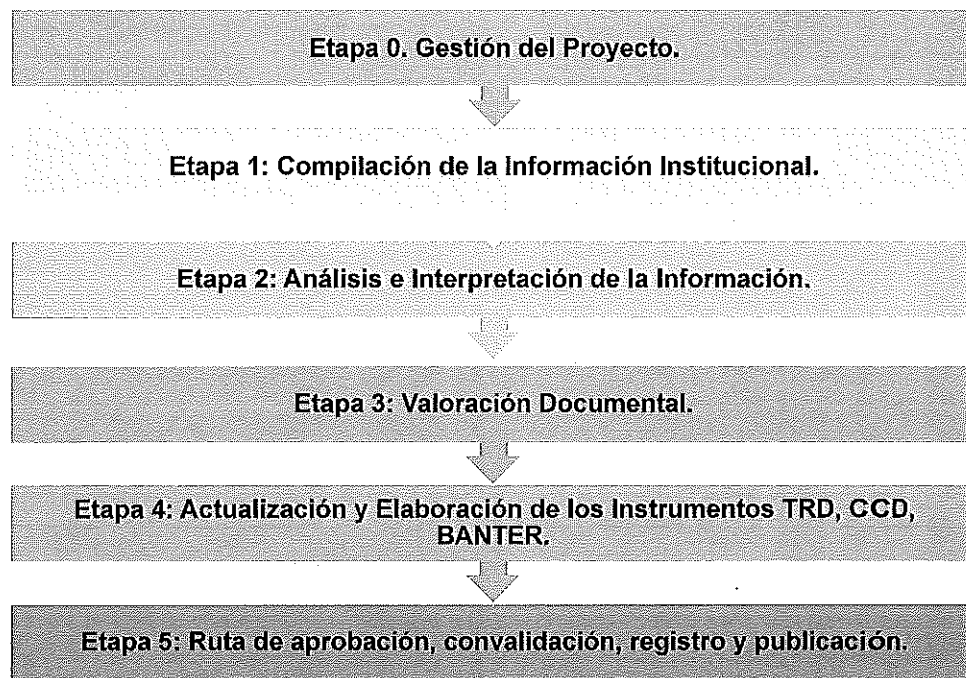 Etapa 0. Gestión del Proyecto.
Etapa 1: Compilación de la Información Institucional.
Etapa 2: Análisis e Interpretación de la Información.
Etapa 3: Valoración Documental.
Etapa 4: Actualización y Elaboración de los Instrumentos TRD, CCD,
BANTER.
Etapa 5: Ruta de aprobación, convalidación, registro y publicación.